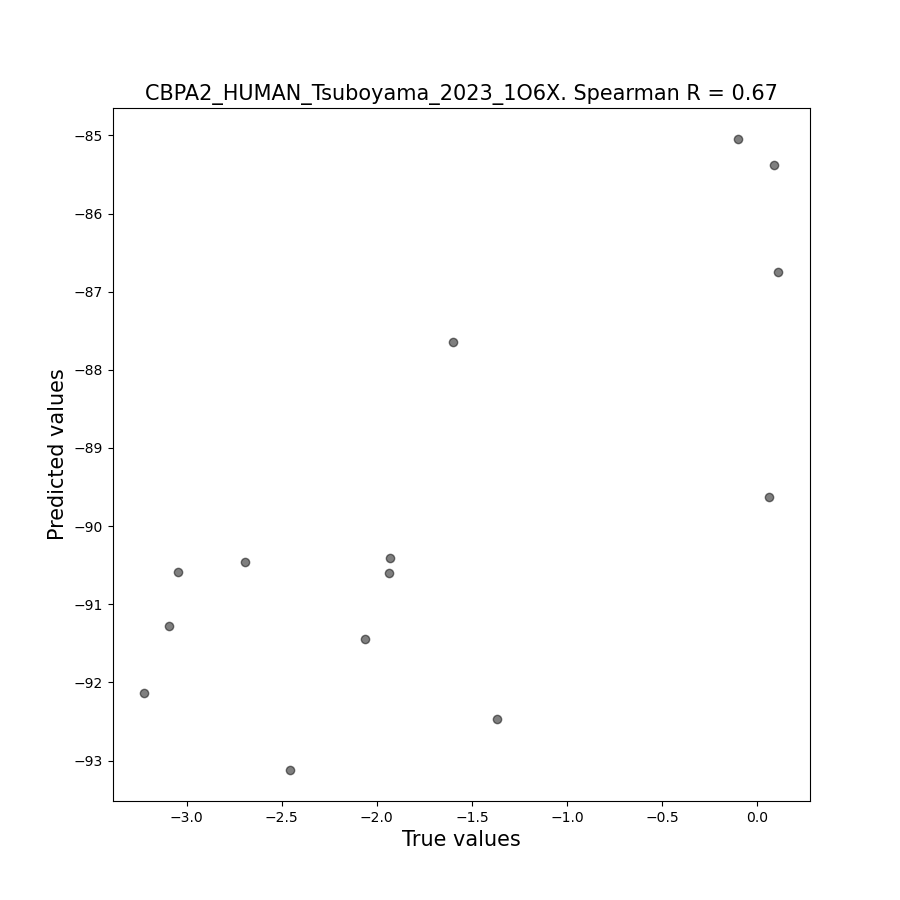 CBPA2_HUMAN_Tsuboyama_2023_1O6X. Spearman R = 0.67
−85
−86
−87
−88
−89
−90
−91
−92
−93
Predicted values
−3.0 −2.5 −2.0 −1.5 −1.0 −0.5 0.0
True values